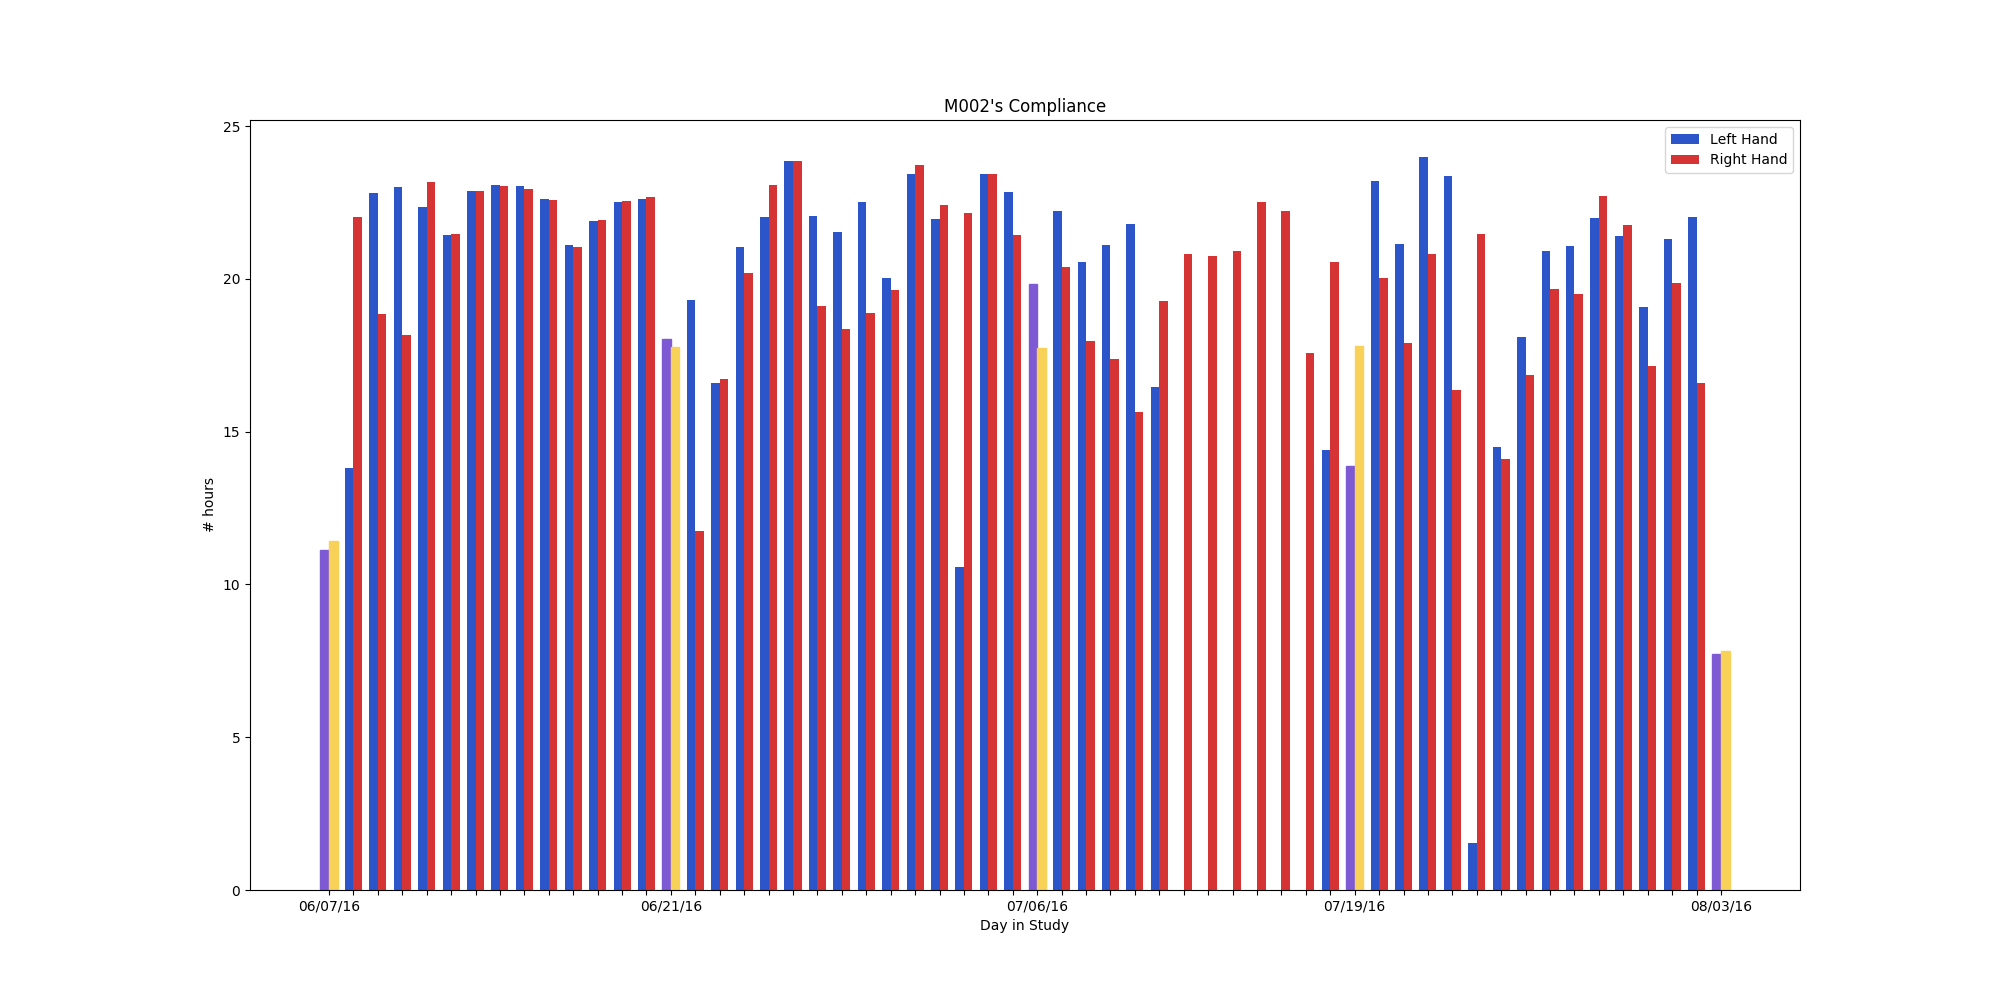 M002's Compliance
Left Hand
Right Hand
25
20
15
10
5
0
# hours
06/07/16 06/21/16 07/06/16 07/19/16 08/03/16
Day in Study